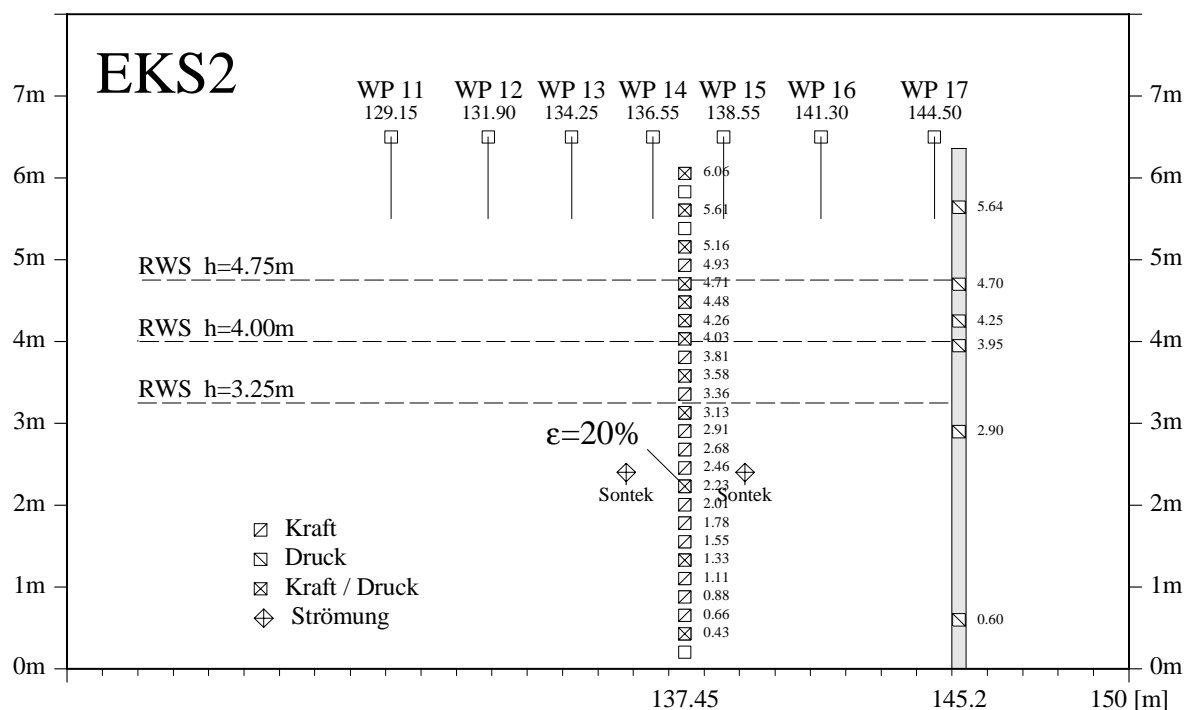 EKS2
WP 11 WP 12 WP 13 WP 14 WP 15 WP 16 WP 17
129.15 131.90 134.25 136.55 138.55 141.30 144.50
7m 7m
6m 6m
5m 5m
4m 4m
3m 3m
2m 2m
1m 1m
0m 0m
RWS h=4.75m
RWS h=4.00m
RWS h=3.25m
ε=20%
Sontek Sontek
Kraft
Druck
Kraft / Druck
Strömung
6.06
5.61
5.16
4.93
4.71
4.48
4.26
4.03
3.81
3.58
3.36
3.13
2.91
2.68
2.46
2.23
2.01
1.78
1.55
1.33
1.11
0.88
0.66
0.43
5.64
4.70
4.25
3.95
2.90
0.60
137.45 145.2 150 [m]